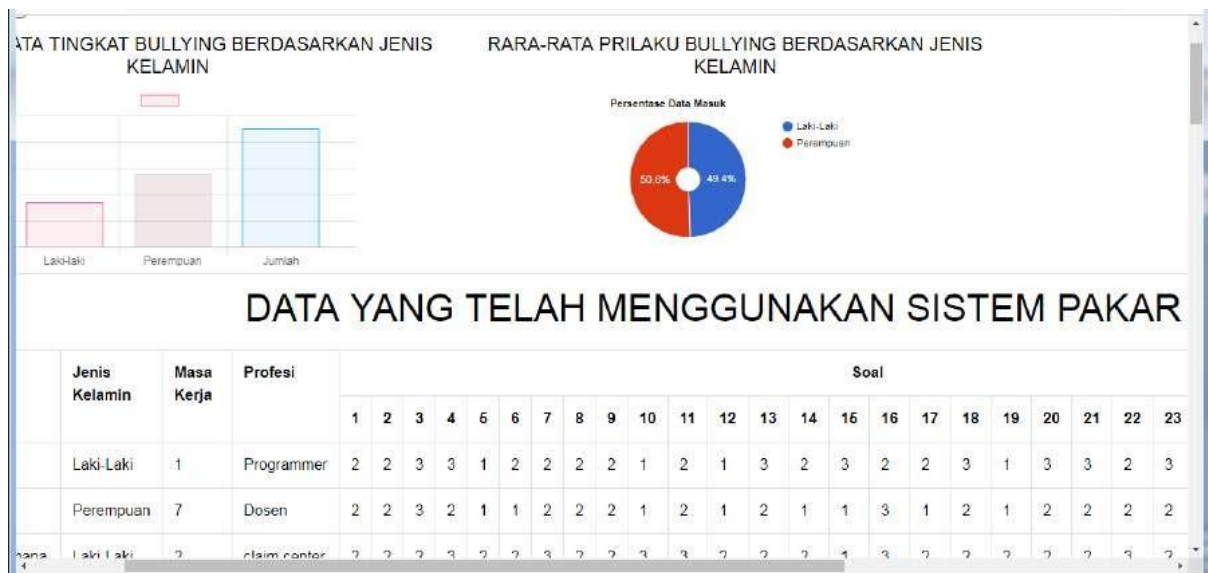 ATA TINGKAT BULLYING BERDASARKAN JENIS
KELAMIN
Laki-laki Perempuan Jumlah
RARA-RATA PRILAKU BULLYING BERDASARKAN JENIS
KELAMIN
Persentase Data Masuk
50.6% 49.4%
Laki-Laki
Perempuan
DATA YANG TELAH MENGGUNAKAN SISTEM PAKAR
Jenis Masa Profesi Soal
Kelamin Kerja
1 2 3 4 5 6 7 8 9 10 11 12 13 14 15 16 17 18 19 20 21 22 23
Laki-Laki 1 Programmer 2 2 3 3 1 2 2 2 2 1 2 1 3 2 3 2 2 3 1 3 3 2 3
Perempuan 7 Dosen 2 2 3 2 1 1 2 2 2 1 2 1 2 1 1 3 1 2 1 2 2 2 2
Laki-Laki claim center